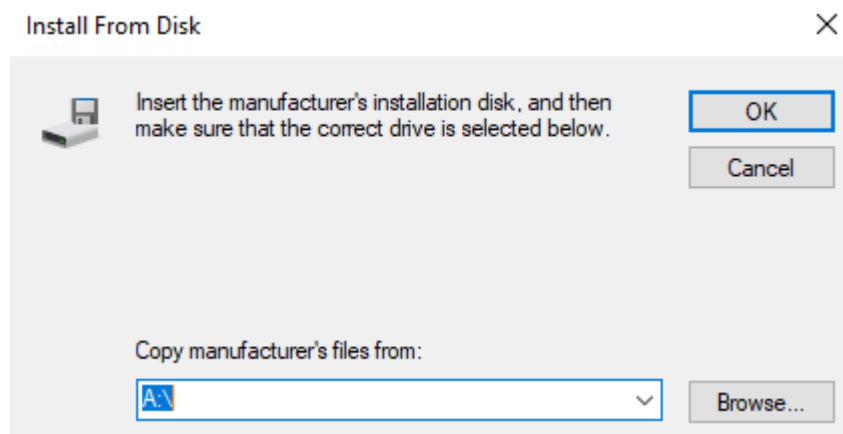 Install From Disk
Insert the manufacturer's installation disk, and then
make sure that the correct drive is selected below.
OK
Cancel
Copy manufacturer's files from:
A:\
Browse...